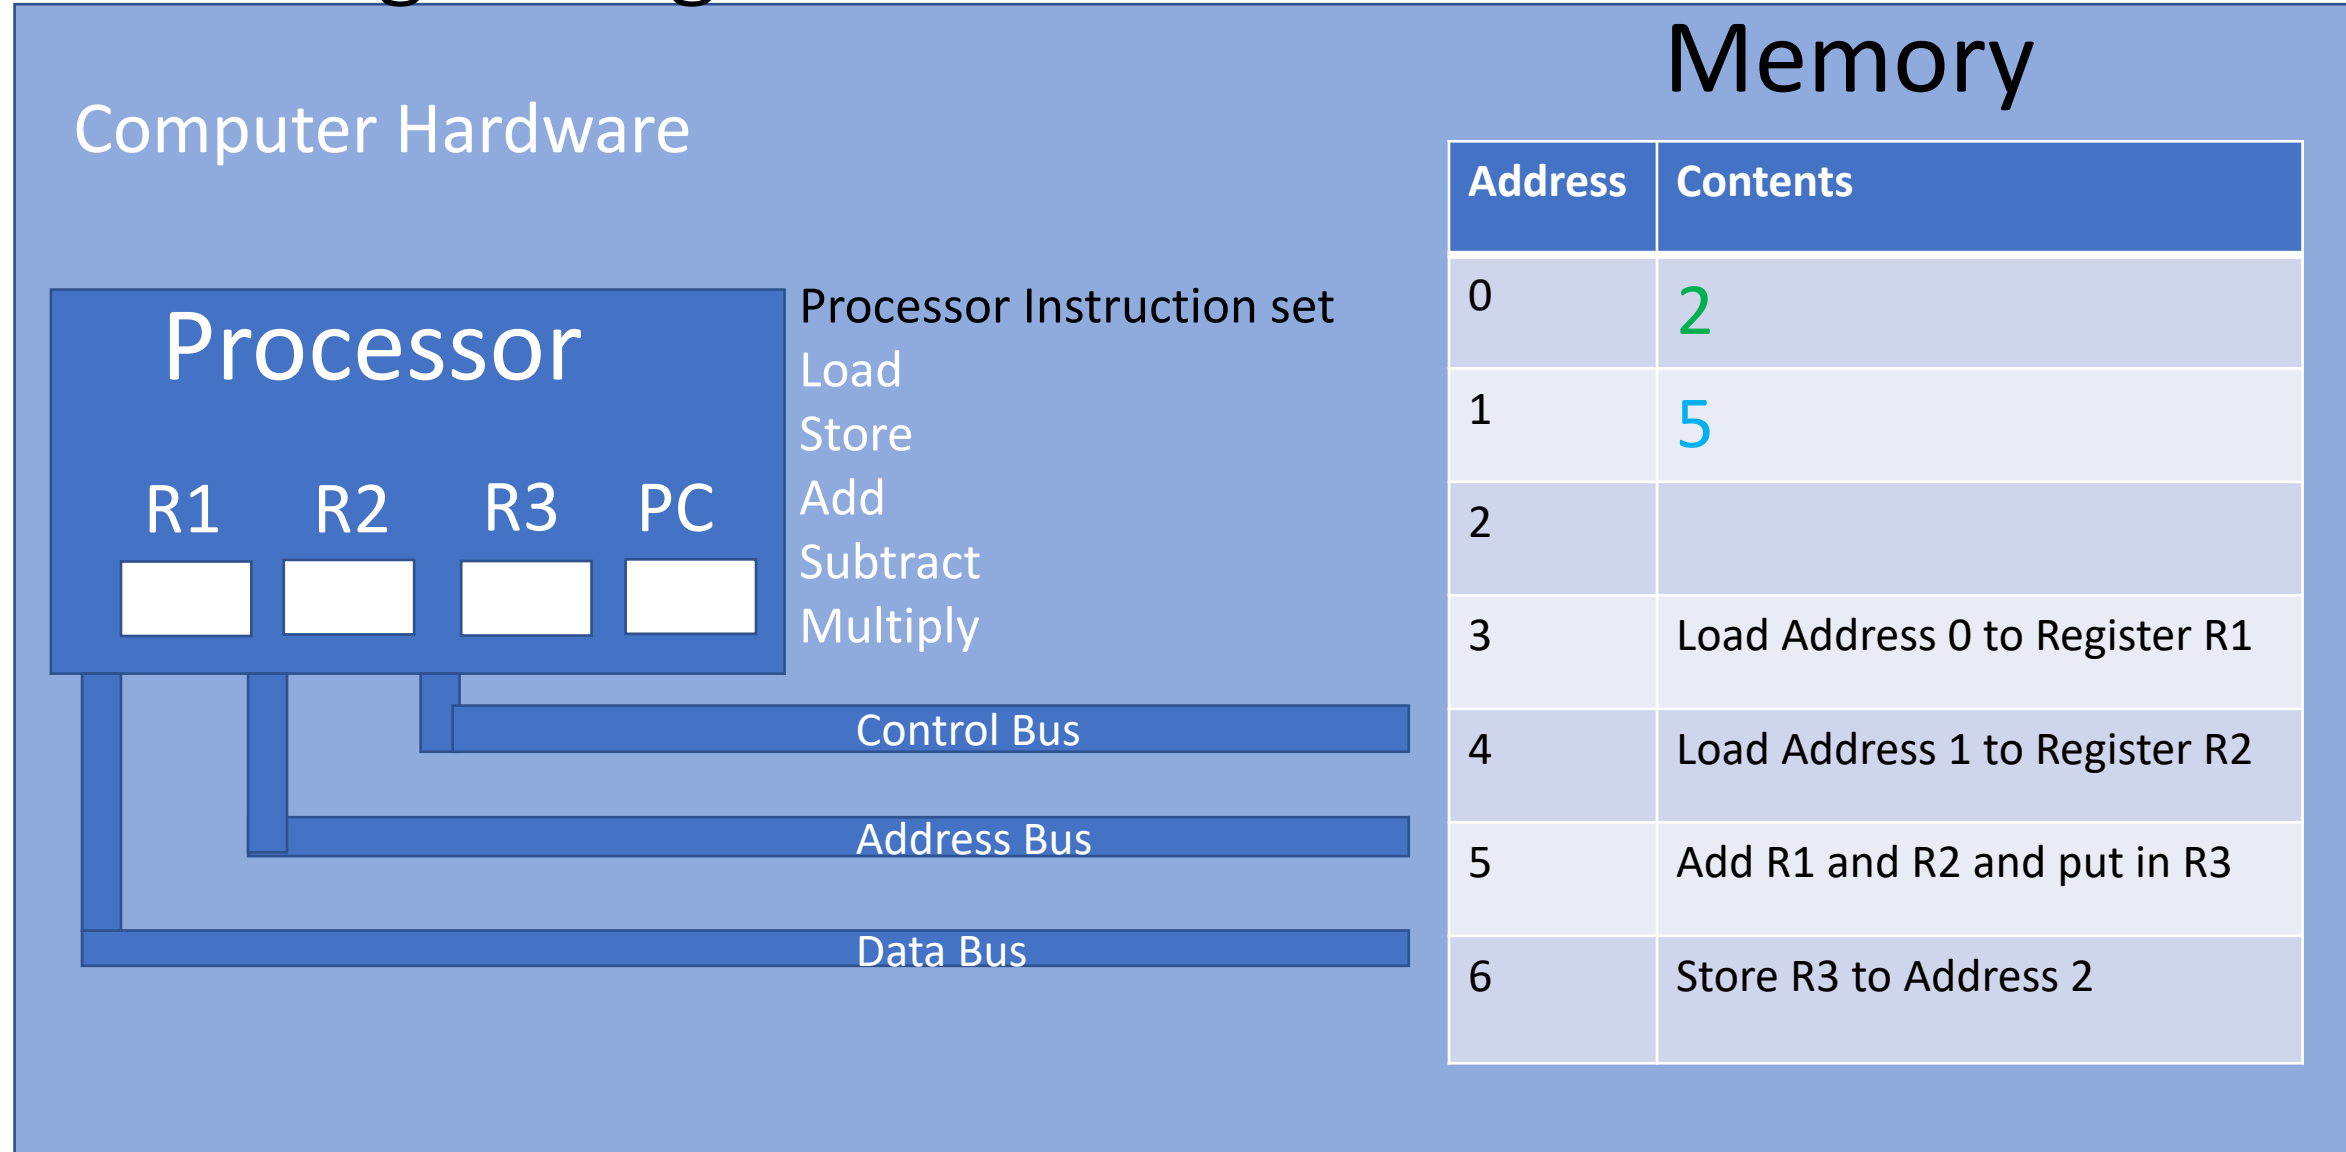 Memory
Computer Hardware
Processor
R1 R2 R3 PC
Processor Instruction set
Load
Store
Add
Subtract
Multiply
Control Bus
Address Bus
Data Bus
Address Contents
0 2
1 5
2
3 Load Address 0 to Register R1
4 Load Address 1 to Register R2
5 Add R1 and R2 and put in R3
6 Store R3 to Address 2